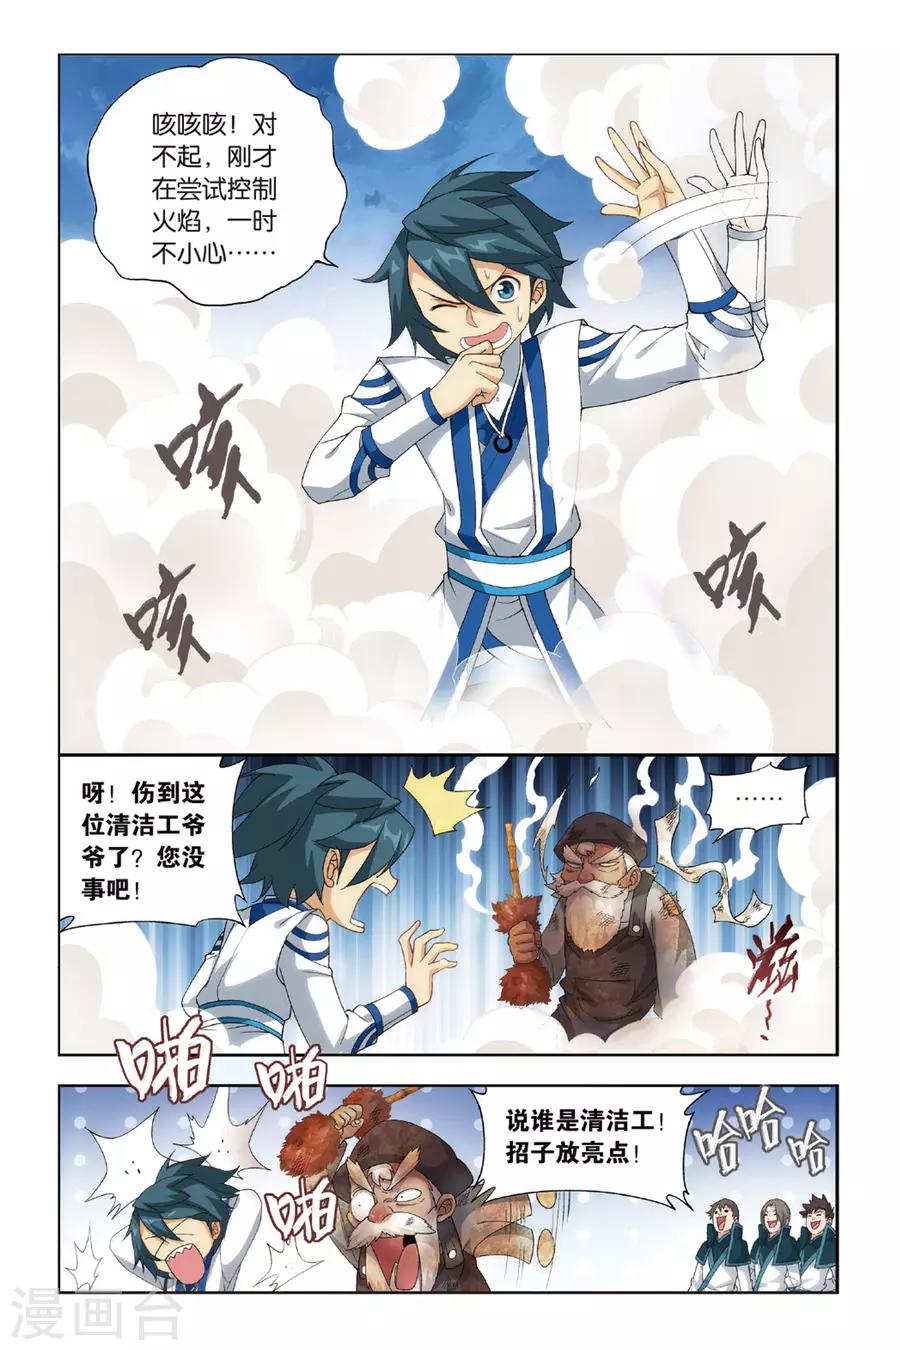 咳咳咳！对
不起，刚才
在尝试控制
火焰，一时
不小心……
咳
咳
咳
呀！伤到这
位清洁工爷
爷了？您没
事吧！
……
滋
啪
啪
啪
说谁是清洁工！
招子放亮点！
哈
哈
哈
漫画台